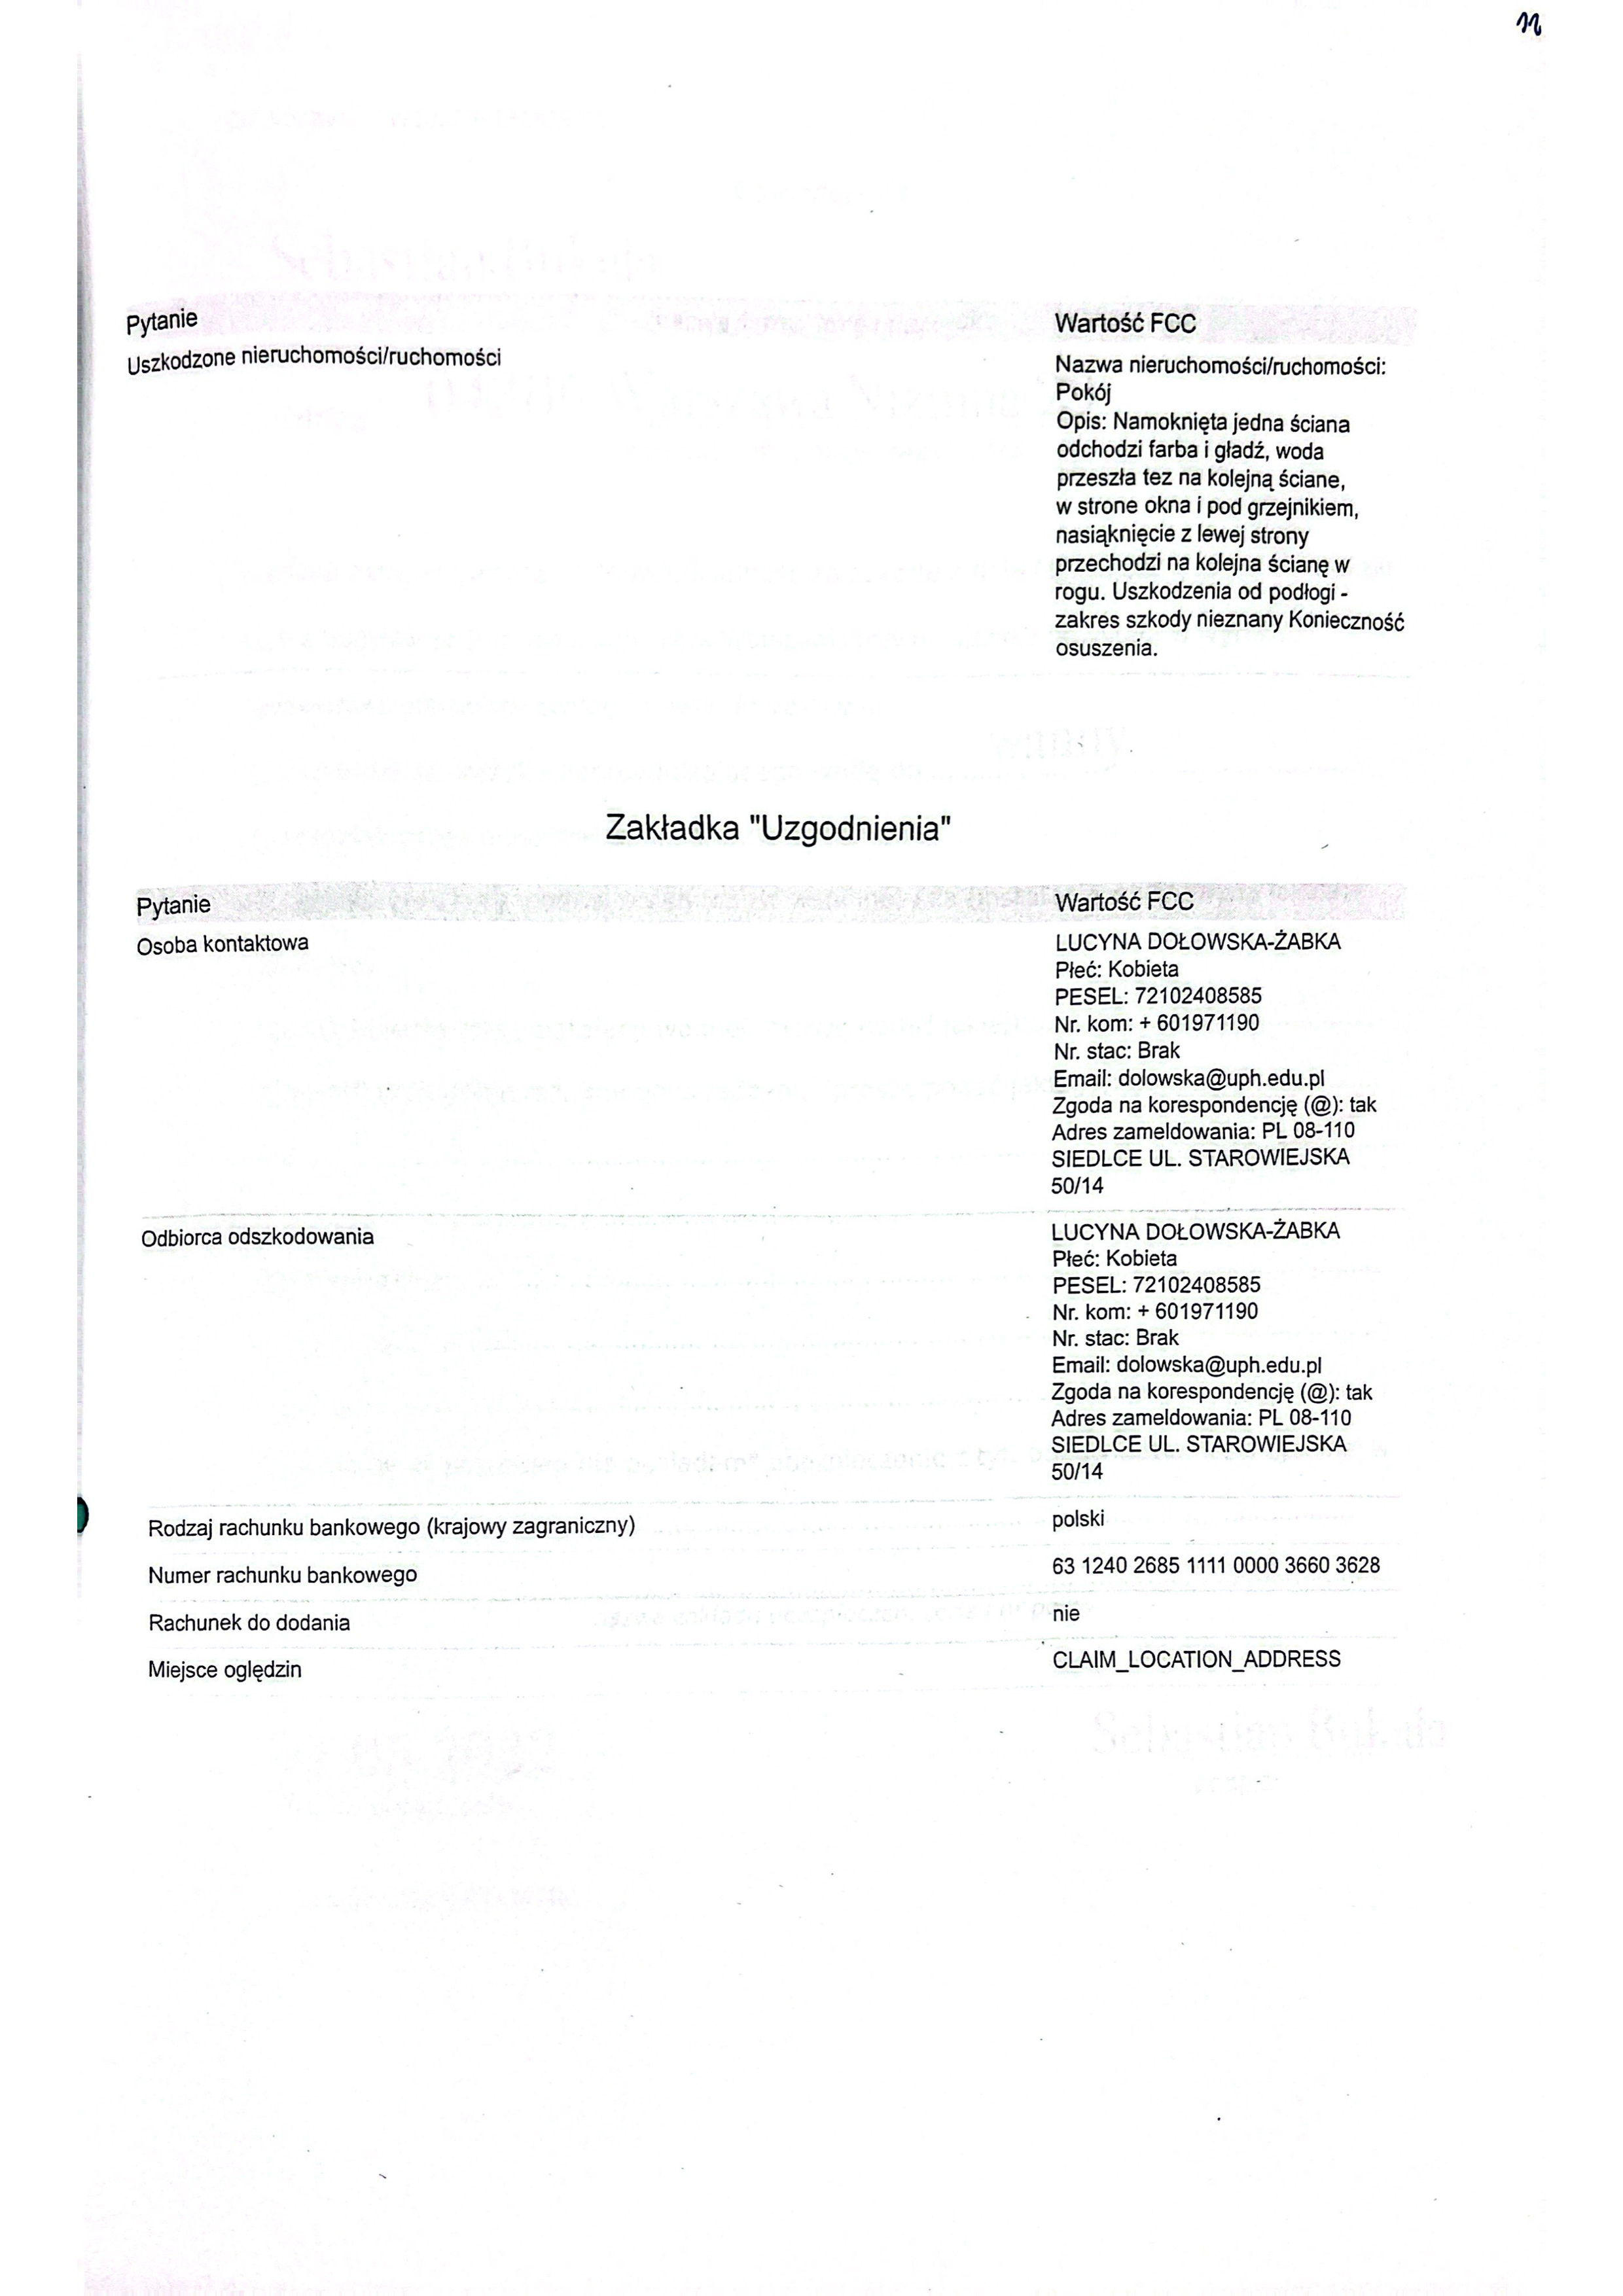 Pytanie Wartość FCC
Uszkodzone nieruchomości/ruchomości Nazwa nieruchomości/ruchomości:
Pokój
Opis: Namoknięta jedna ściana
odchodzi farba i gładź, woda
przeszła tez na kolejną ściane,
w strone okna i pod grzejnikiem,
nasiąknięcie z lewej strony
przechodzi na kolejna ścianę w
rogu. Uszkodzenia od podłogi -
zakres szkody nieznany Konieczność
osuszenia.
Zakładka "Uzgodnienia"
Pytanie Wartość FCC
Osoba kontaktowa LUCYNA DOŁOWSKA-ŻABKA
Płeć: Kobieta
PESEL: 72102408585
Nr. kom: + 601971190
Nr. stac: Brak
Email: dolowska@uph.edu.pl
Zgoda na korespondencję (@): tak
Adres zameldowania: PL 08-110
SIEDLCE UL. STAROWIEJSKA
50/14
Odbiorca odszkodowania LUCYNA DOŁOWSKA-ŻABKA
Płeć: Kobieta
PESEL: 72102408585
Nr. kom: + 601971190
Nr. stac: Brak
Email: dolowska@uph.edu.pl
Zgoda na korespondencję (@): tak
Adres zameldowania: PL 08-110
SIEDLCE UL. STAROWIEJSKA
50/14
Rodzaj rachunku bankowego (krajowy zagraniczny) polski
Numer rachunku bankowego 63 1240 2685 1111 0000 3660 3628
Rachunek do dodania nie
Miejsce oględzin CLAIM_LOCATION_ADDRESS